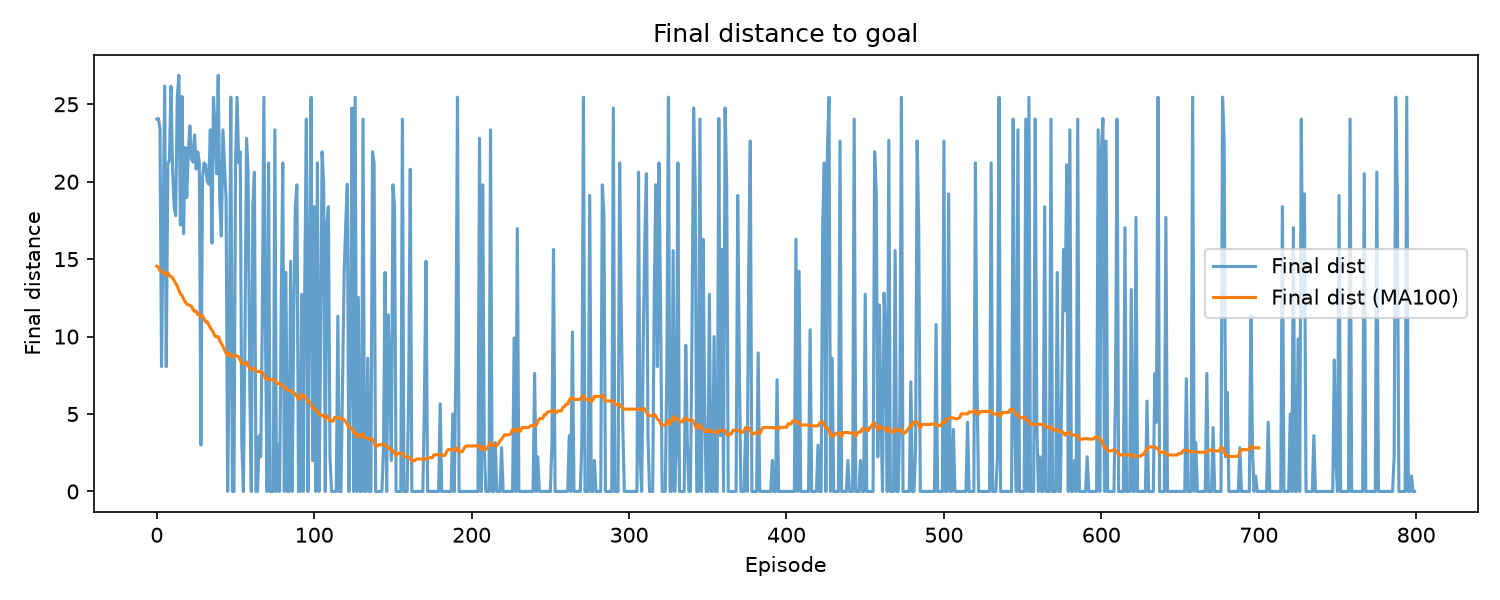 Final distance to goal
Final distance
25
20
15
10
5
0
Final dist
Final dist (MA100)
0 100 200 300 400 500 600 700 800
Episode